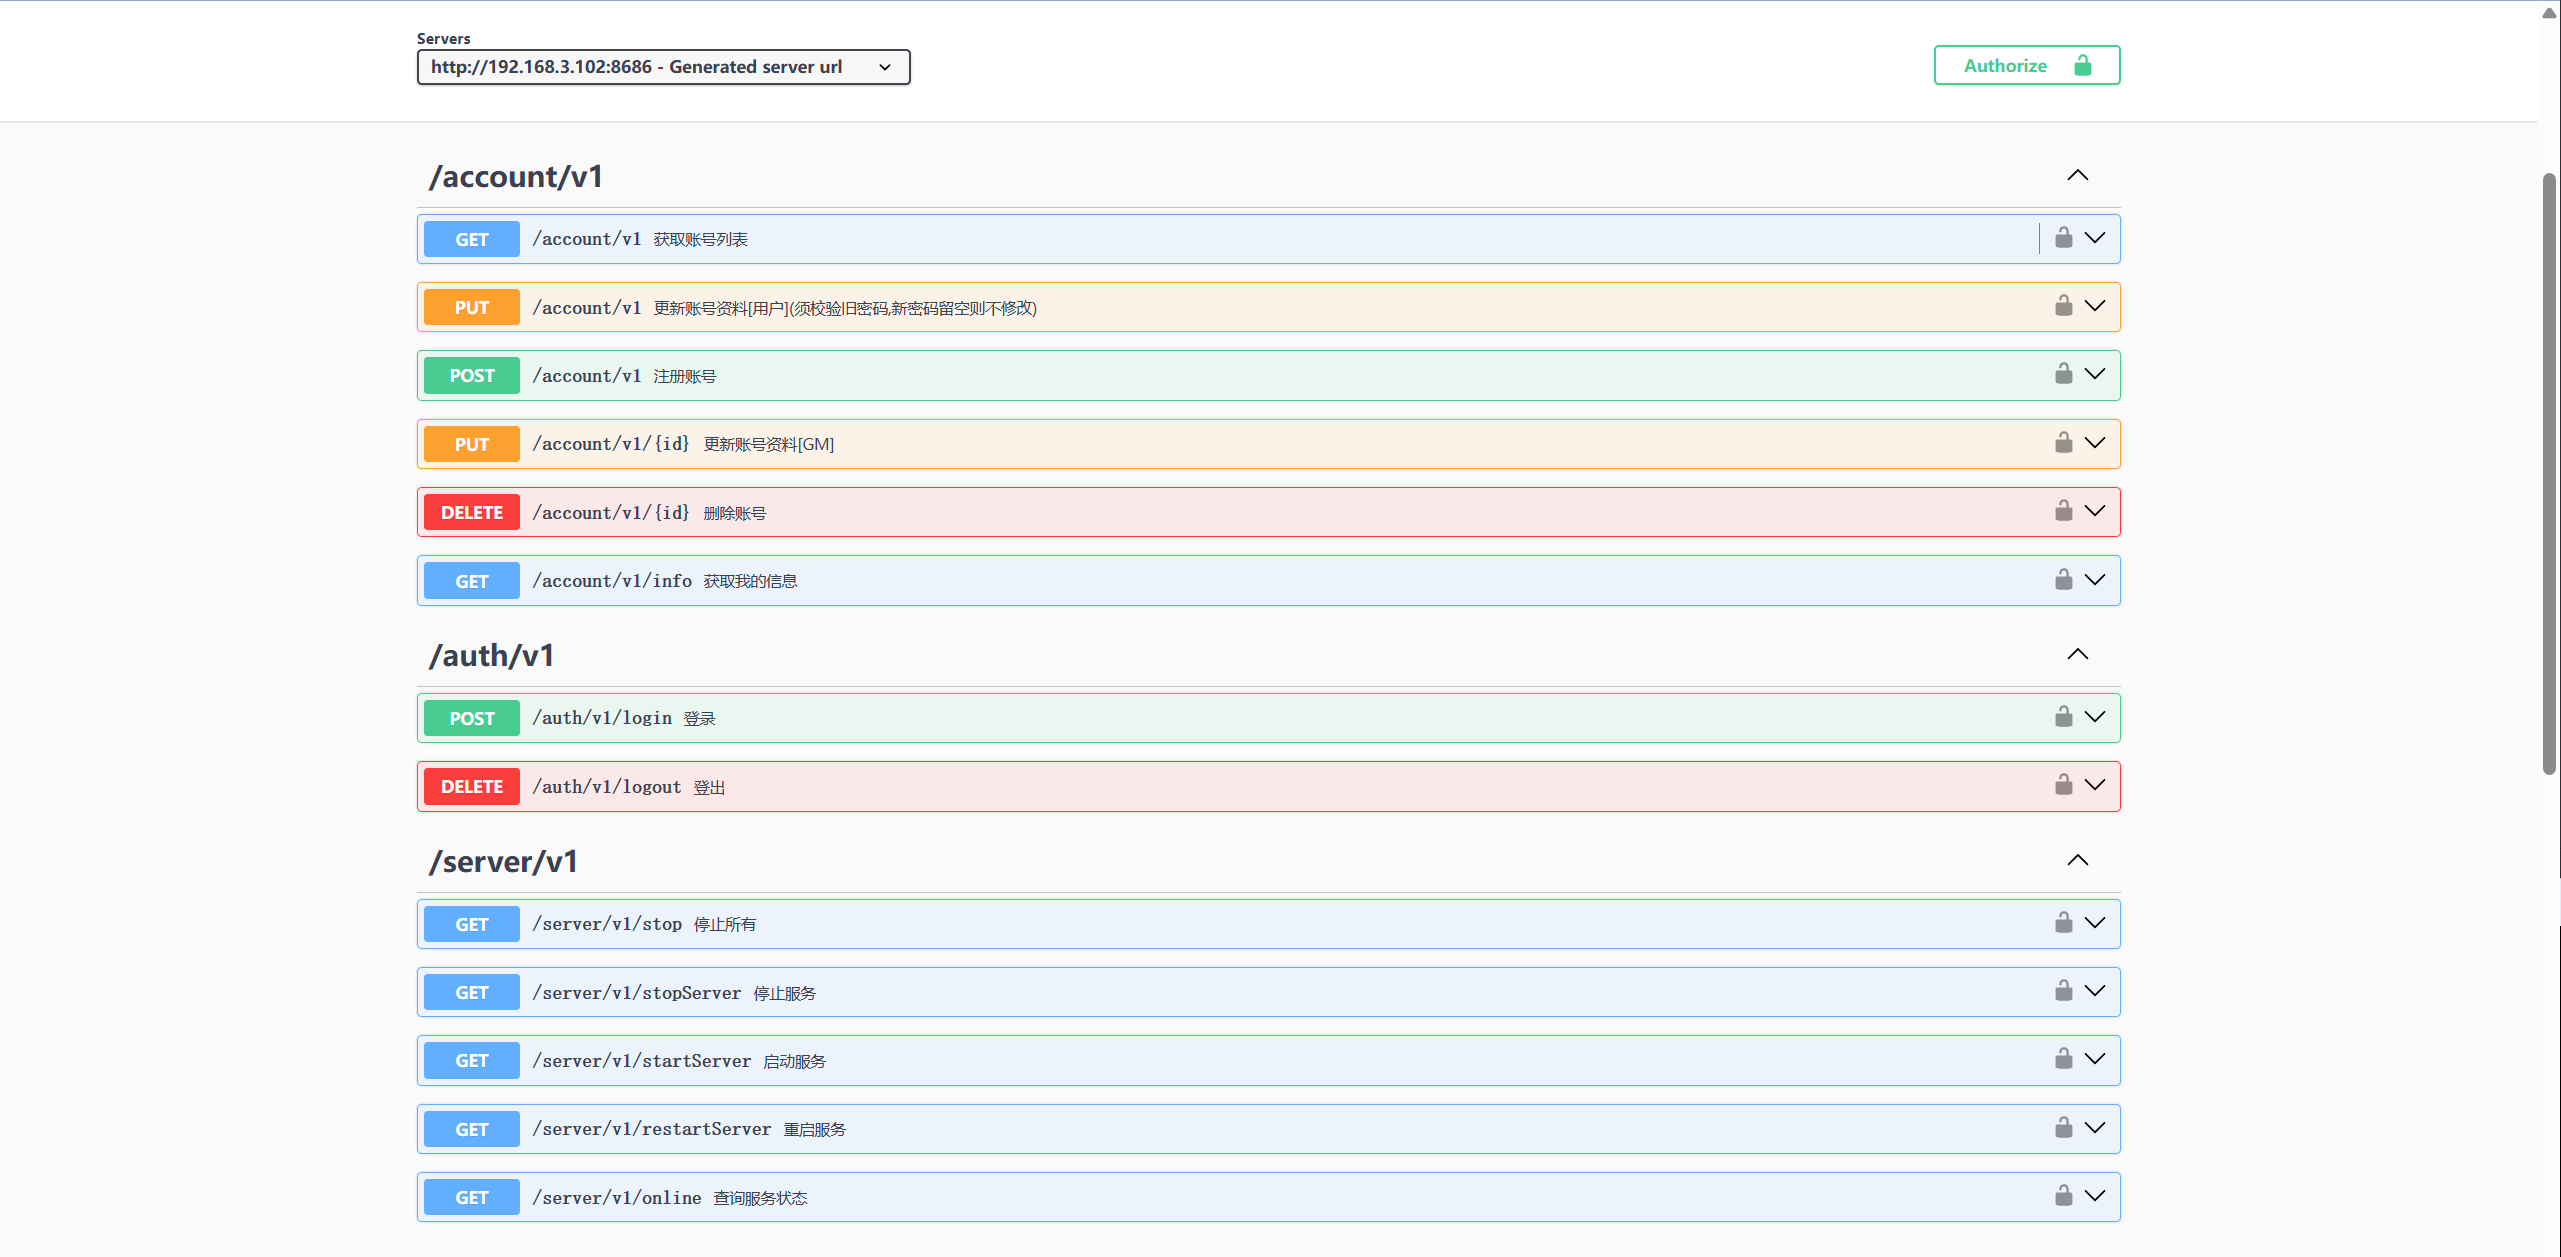 Servers
http://192.168.3.102:8686 - Generated server url
Authorize
/account/v1
GET /account/v1 获取账号列表
PUT /account/v1 更新账号资料[用户](须校验旧密码,新密码留空则不修改)
POST /account/v1 注册账号
PUT /account/v1/{id} 更新账号资料[GM]
DELETE /account/v1/{id} 删除账号
GET /account/v1/info 获取我的信息
/auth/v1
POST /auth/v1/login 登录
DELETE /auth/v1/logout 登出
/server/v1
GET /server/v1/stop 停止所有
GET /server/v1/stopServer 停止服务
GET /server/v1/startServer 启动服务
GET /server/v1/restartServer 重启服务
GET /server/v1/online 查询服务状态